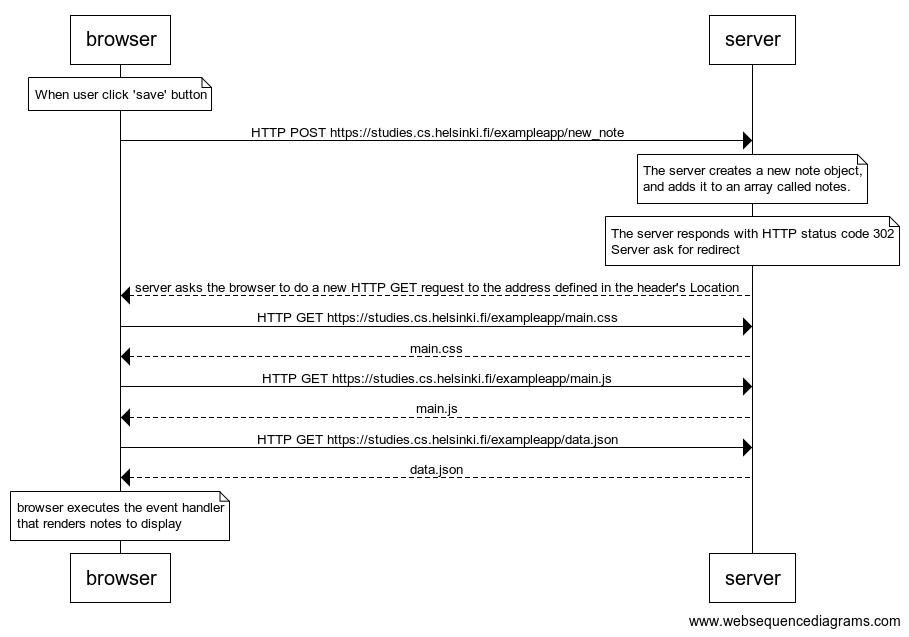 browser
server
When user click 'save' button
HTTP POST https://studies.cs.helsinki.fi/exampleapp/new_note
The server creates a new note object,
and adds it to an array called notes.
The server responds with HTTP status code 302
Server ask for redirect
server asks the browser to do a new HTTP GET request to the address defined in the header's Location
HTTP GET https://studies.cs.helsinki.fi/exampleapp/main.css
main.css
HTTP GET https://studies.cs.helsinki.fi/exampleapp/main.js
main.js
HTTP GET https://studies.cs.helsinki.fi/exampleapp/data.json
data.json
browser executes the event handler
that renders notes to display
browser
server
www.websequencediagrams.com